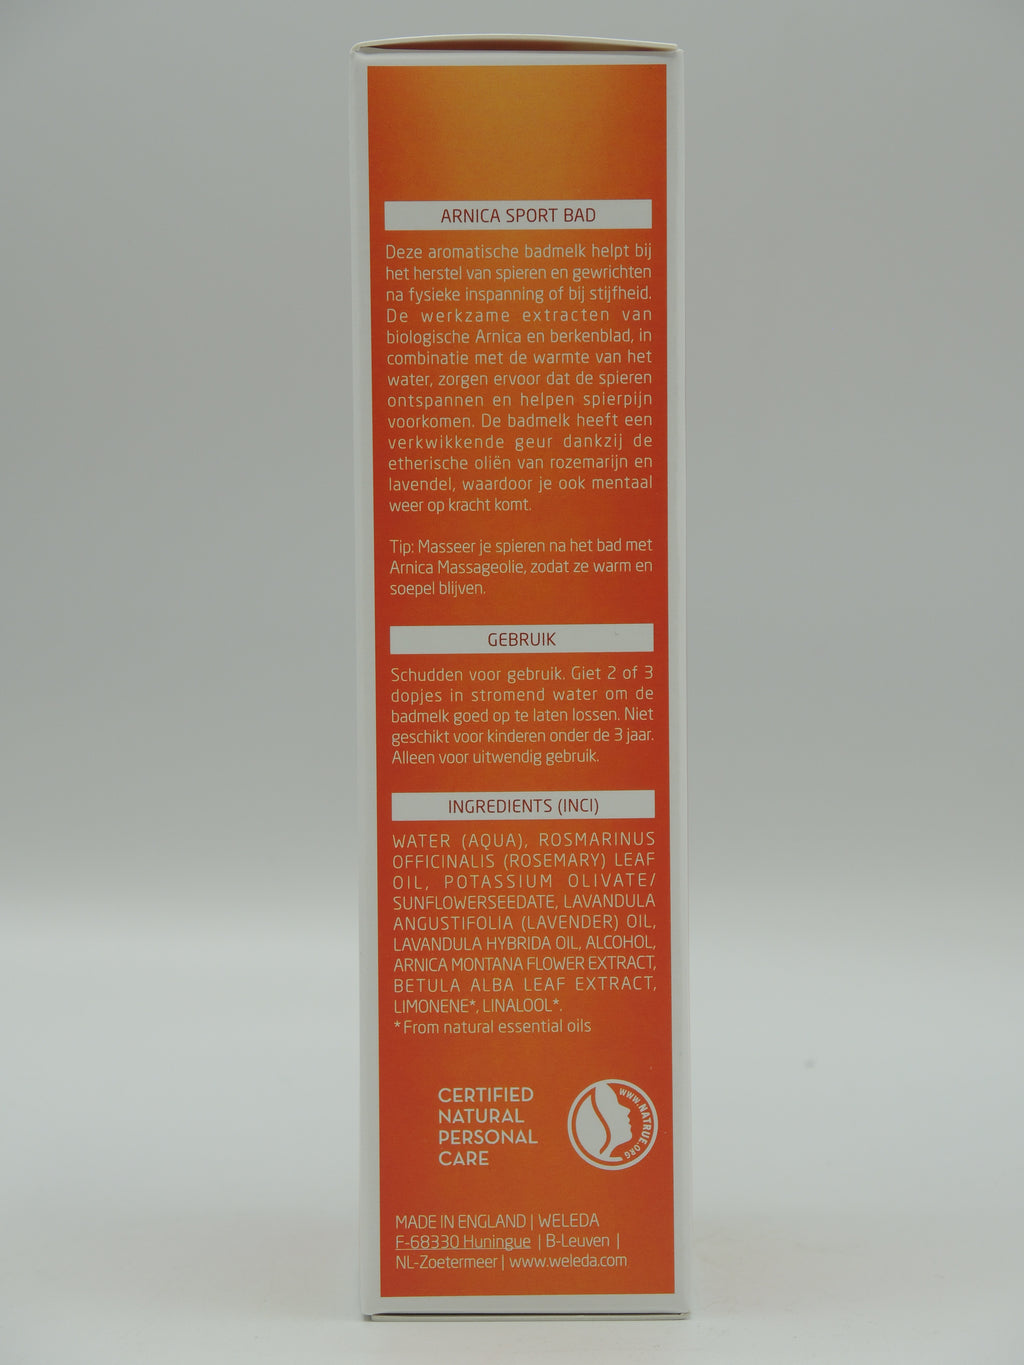 ARNICA SPORT BAD
Deze aromatische badmelk helpt bij
het herstel van spieren en gewrichten
na fysieke inspanning of bij stijfheid.
De werkzame extracten van
biologische Arnica en berkenblad, in
combinatie met de warmte van het
water, zorgen ervoor dat de spieren
ontspannen en helpen spierpijn
voorkomen. De badmelk heeft een
verkwikkende geur dankzij de
etherische oliën van rozemarijn en
lavendel, waardoor je ook mentaal
weer op kracht komt.
Tip: Masseer je spieren na het bad met
Arnica Massageolie, zodat ze warm en
soepel blijven.
GEBRUIK
Schudden voor gebruik. Giet 2 of 3
dopjes in stromend water om de
badmelk goed op te laten lossen. Niet
geschikt voor kinderen onder de 3 jaar.
Alleen voor uitwendig gebruik.
INGREDIENTS (INCI)
WATER (AQUA), ROSMARINUS
OFFICINALIS (ROSEMARY) LEAF
OIL, POTASSIUM OLIVATE/
SUNFLOWERSEEDATE, LAVANDULA
ANGUSTIFOLIA (LAVENDER) OIL,
LAVANDULA HYBRIDA OIL, ALCOHOL,
ARNICA MONTANA FLOWER EXTRACT,
BETULA ALBA LEAF EXTRACT,
LIMONENE*, LINALOOL*.
*From natural essential oils
CERTIFIED
NATURAL
PERSONAL
CARE
WWW.NATRUE.ORG
MADE IN ENGLAND | WELEDA
F-68330 Huningue | B-Leuven |
NL-Zoetermeer | www.weleda.com